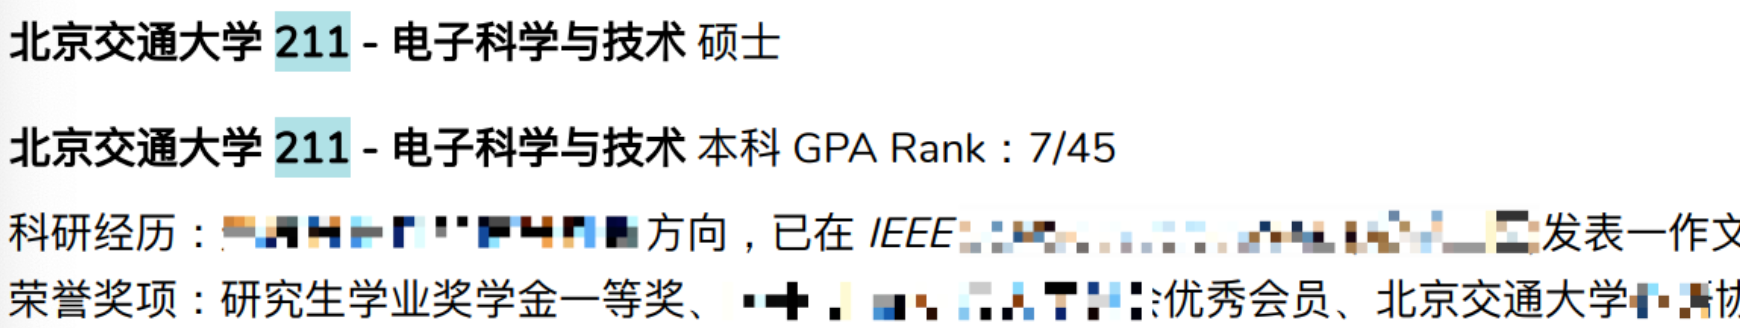 北京交通大学 211 - 电子科学与技术 硕士
北京交通大学 211 - 电子科学与技术 本科 GPA Rank：7/45
科研经历： 方向，已在 IEEE 发表一作文
荣誉奖项：研究生学业奖学金一等奖、 优秀会员、北京交通大学